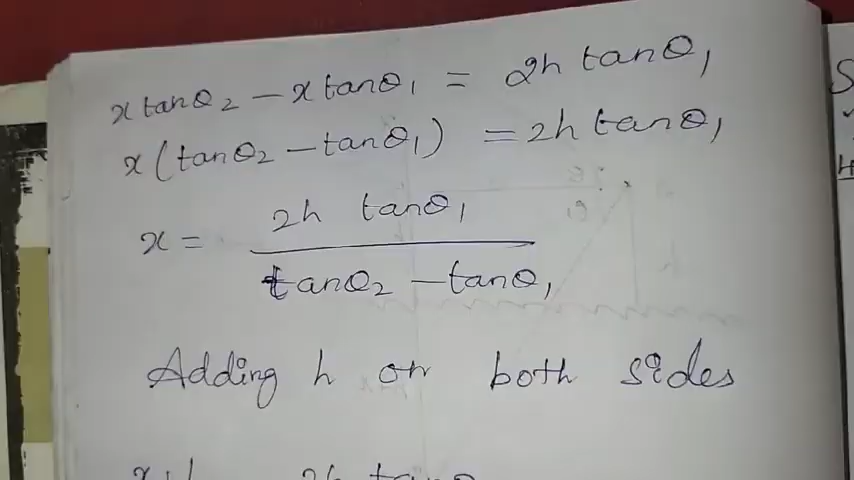 x tanθ₂ – x tanθ₁ = 2h tanθ₁
x(tanθ₂ – tanθ₁) = 2h tanθ₁
x = 2h tanθ₁
tanθ₂ – tanθ₁
Adding h on both sides